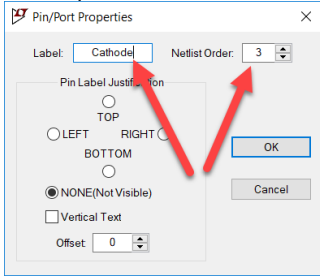 Pin/Port Properties
Label: Cathode Netlist Order: 3
Pin Label Justification
TOP
LEFT RIGHT
BOTTOM
OK
NONE(Not Visible)
Cancel
Vertical Text
Offset: 0